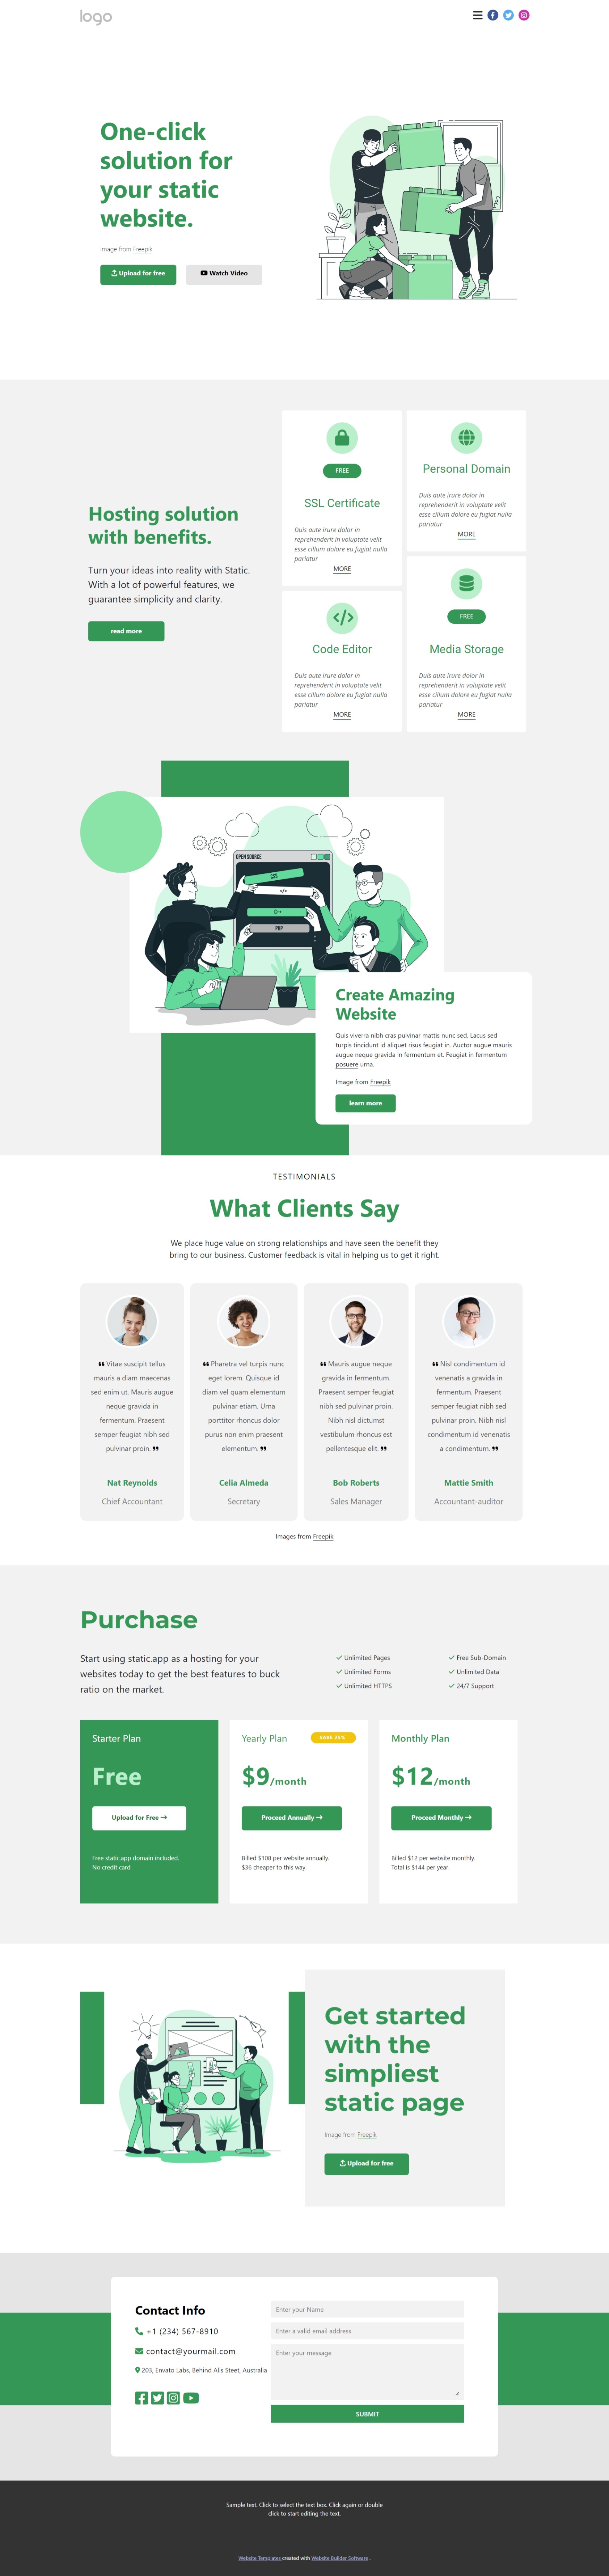 logo
One-click
solution for
your static
website.
Image from Freepik
Upload for free
Watch Video
Hosting solution
with benefits.
Turn your ideas into reality with Static.
With a lot of powerful features, we
guarantee simplicity and clarity.
read more
FREE
SSL Certificate
Duis aute irure dolor in
reprehenderit in voluptate velit
esse cillum dolore eu fugiat nulla
pariatur
MORE
Personal Domain
Duis aute irure dolor in
reprehenderit in voluptate velit
esse cillum dolore eu fugiat nulla
pariatur
MORE
Code Editor
Duis aute irure dolor in
reprehenderit in voluptate velit
esse cillum dolore eu fugiat nulla
pariatur
MORE
FREE
Media Storage
Duis aute irure dolor in
reprehenderit in voluptate velit
esse cillum dolore eu fugiat nulla
pariatur
MORE
OPEN SOURCE
CSS
</>
C++
PHP
Create Amazing
Website
Quis viverra nibh cras pulvinar mattis nunc sed. Lacus sed
turpis tincidunt id aliquet risus feugiat in. Auctor augue mauris
augue neque gravida in fermentum et. Feugiat in fermentum
posuere urna.
Image from Freepik
learn more
TESTIMONIALS
What Clients Say
We place huge value on strong relationships and have seen the benefit they
bring to our business. Customer feedback is vital in helping us to get it right.
❝ Vitae suscipit tellus
mauris a diam maecenas
sed enim ut. Mauris augue
neque gravida in
fermentum. Praesent
semper feugiat nibh sed
pulvinar proin. ❞
Nat Reynolds
Chief Accountant
❝ Pharetra vel turpis nunc
eget lorem. Quisque id
diam vel quam elementum
pulvinar etiam. Urna
porttitor rhoncus dolor
purus non enim praesent
elementum. ❞
Celia Almeda
Secretary
❝ Mauris augue neque
gravida in fermentum.
Praesent semper feugiat
nibh sed pulvinar proin.
Nibh nisl dictumst
vestibulum rhoncus est
pellentesque elit. ❞
Bob Roberts
Sales Manager
❝ Nisl condimentum id
venenatis a gravida in
fermentum. Praesent
semper feugiat nibh sed
pulvinar proin. Nibh nisl
condimentum id venenatis
a condimentum. ❞
Mattie Smith
Accountant-auditor
Images from Freepik
Purchase
Start using static.app as a hosting for your
websites today to get the best features to buck
ratio on the market.
Unlimited Pages
Unlimited Forms
Unlimited HTTPS
Free Sub-Domain
Unlimited Data
24/7 Support
Starter Plan
Free
Upload for Free →
Free static.app domain included.
No credit card
Yearly Plan
SAVE 25%
$9/month
Proceed Annually →
Billed $108 per website annually.
$36 cheaper to this way.
Monthly Plan
$12/month
Proceed Monthly →
Billed $12 per website monthly.
Total is $144 per year.
Get started
with the
simpliest
static page
Image from Freepik
Upload for free
Contact Info
+1 (234) 567-8910
contact@yourmail.com
203, Envato Labs, Behind Alis Steet, Australia
Enter your Name
Enter a valid email address
Enter your message
SUBMIT
Sample text. Click to select the text box. Click again or double
click to start editing the text.
Website Templates created with Website Builder Software .